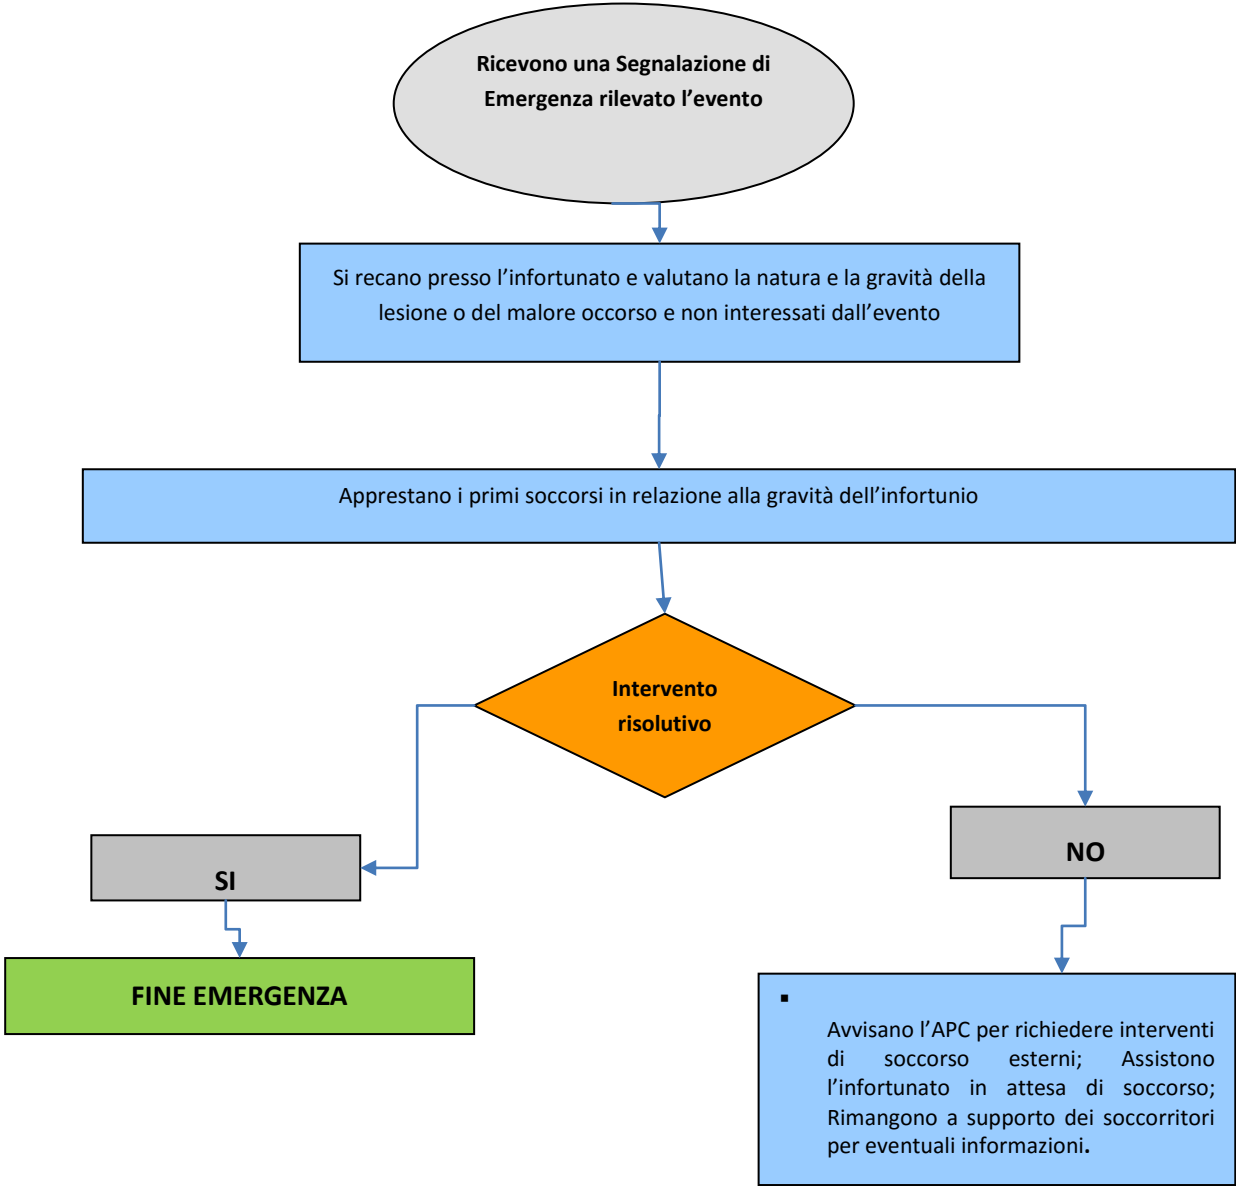 Ricevono una Segnalazione di
Emergenza rilevato l’evento
Si recano presso l’infortunato e valutano la natura e la gravità della
lesione o del malore occorso e non interessati dall’evento
Apprestano i primi soccorsi in relazione alla gravità dell’infortunio
Intervento
risolutivo
SI
NO
FINE EMERGENZA
▪
Avvisano l’APC per richiedere interventi
di soccorso esterni; Assistono
l’infortunato in attesa di soccorso;
Rimangono a supporto dei soccorritori
per eventuali informazioni.